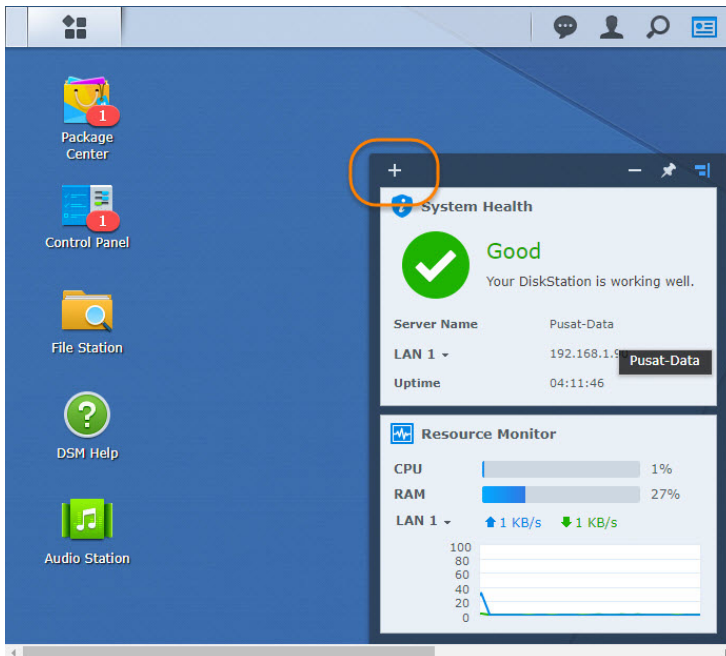 1
Package
Center
1
Control Panel
File Station
DSM Help
Audio Station
System Health
Good
Your DiskStation is working well.
Server Name Pusat-Data
LAN 1 192.168.1.90
Pusat-Data
Uptime 04:11:46
Resource Monitor
CPU 1%
RAM 27%
LAN 1 1 KB/s 1 KB/s
100
80
60
40
20
0